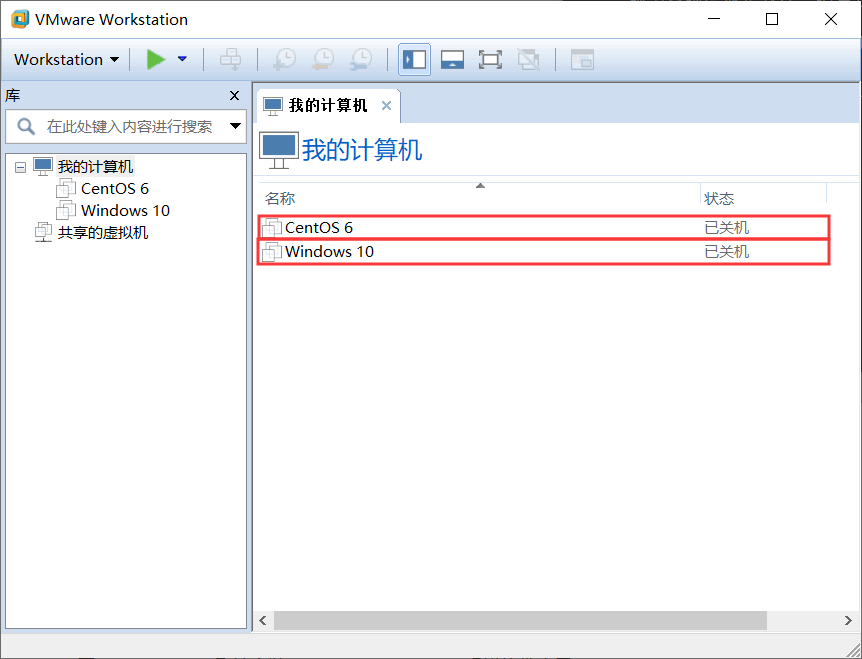 VMware Workstation
Workstation
库
在此处键入内容进行搜索
我的计算机
CentOS 6
Windows 10
共享的虚拟机
我的计算机
我的计算机
名称 状态
CentOS 6 已关机
Windows 10 已关机